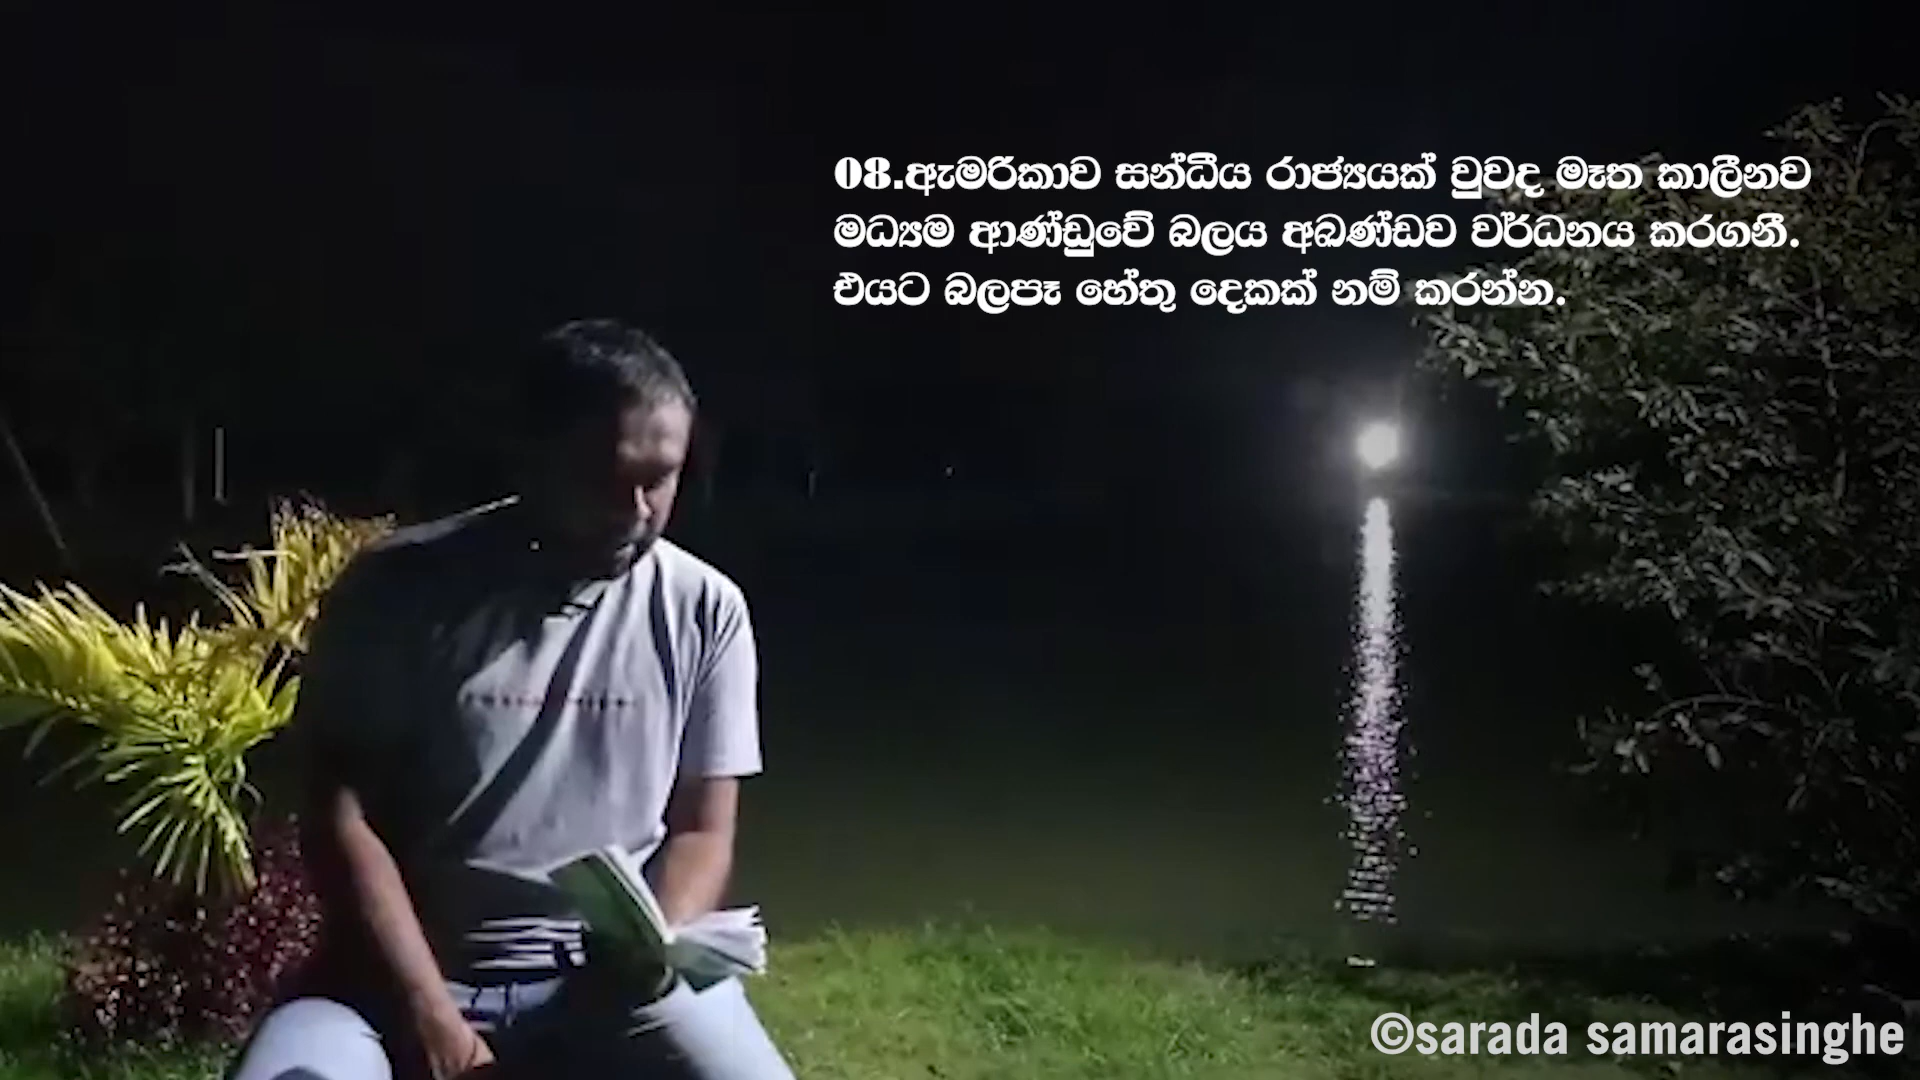 08.ඇමරිකාව සන්ධීය රාජ්‍යයක් වුවද මෑත කාලීනව
මධ්‍යම ආණ්ඩුවේ බලය අඛණ්ඩව වර්ධනය කරගනී.
එයට බලපෑ හේතු දෙකක් නම් කරන්න.
©sarada samarasinghe